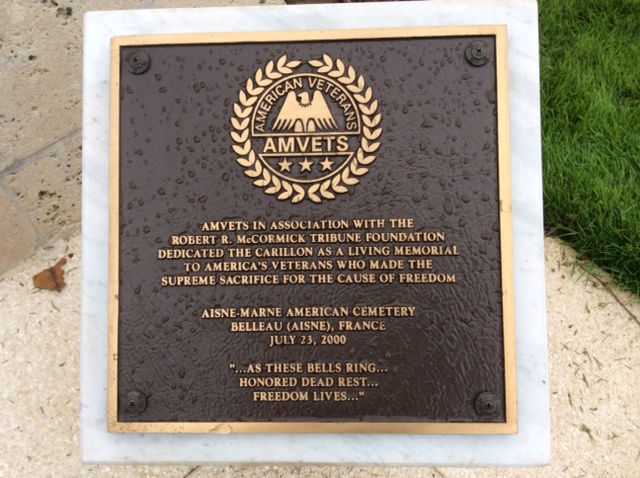 AMERICAN VETERANS
AMVETS
AMVETS IN ASSOCIATION WITH THE
ROBERT R. McCORMICK TRIBUNE FOUNDATION
DEDICATED THE CARILLON AS A LIVING MEMORIAL
TO AMERICA'S VETERANS WHO MADE THE
SUPREME SACRIFICE FOR THE CAUSE OF FREEDOM
AISNE-MARNE AMERICAN CEMETERY
BELLEAU (AISNE), FRANCE
JULY 23, 2000
"...AS THESE BELLS RING...
HONORED DEAD REST...
FREEDOM LIVES..."